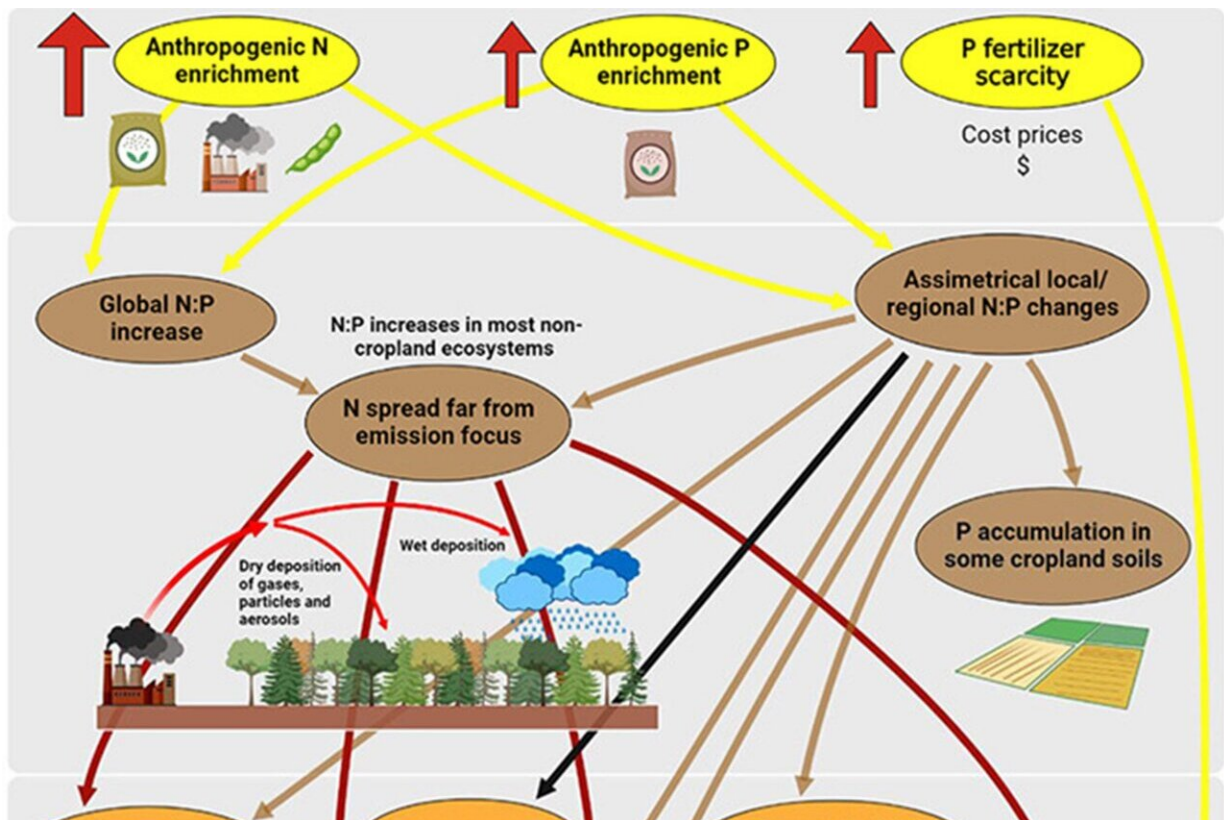 Anthropogenic N
enrichment
Anthropogenic P
enrichment
P fertilizer
scarcity
Cost prices
$
Global N:P
increase
Assimetrical local/
regional N:P changes
N:P increases in most non-
cropland ecosystems
N spread far from
emission focus
P accumulation in
some cropland soils
Wet deposition
Dry deposition
of gases,
particles and
aerosols